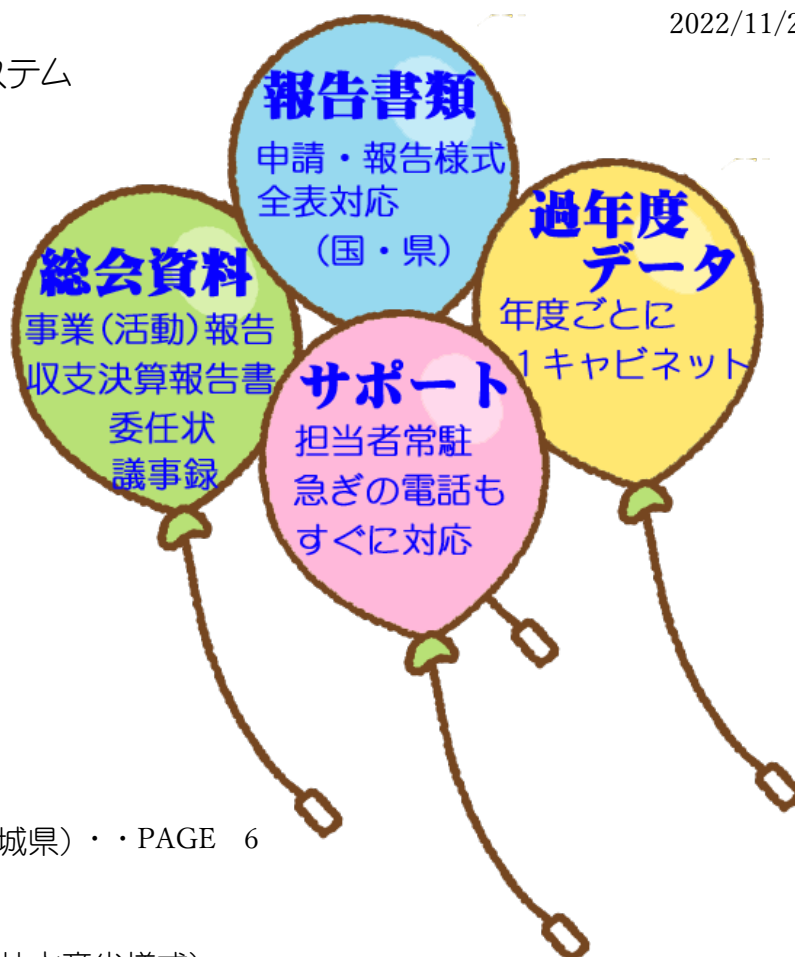 2022/11/2
ステム
報告書類
申請・報告様式
全表対応
（国・県）
過年度
データ
年度ごとに
１キャビネット
総会資料
事業（活動）報告
収支決算報告書
委任状
議事録
サポート
担当者常駐
急ぎの電話も
すぐに対応
城県）・・PAGE　6